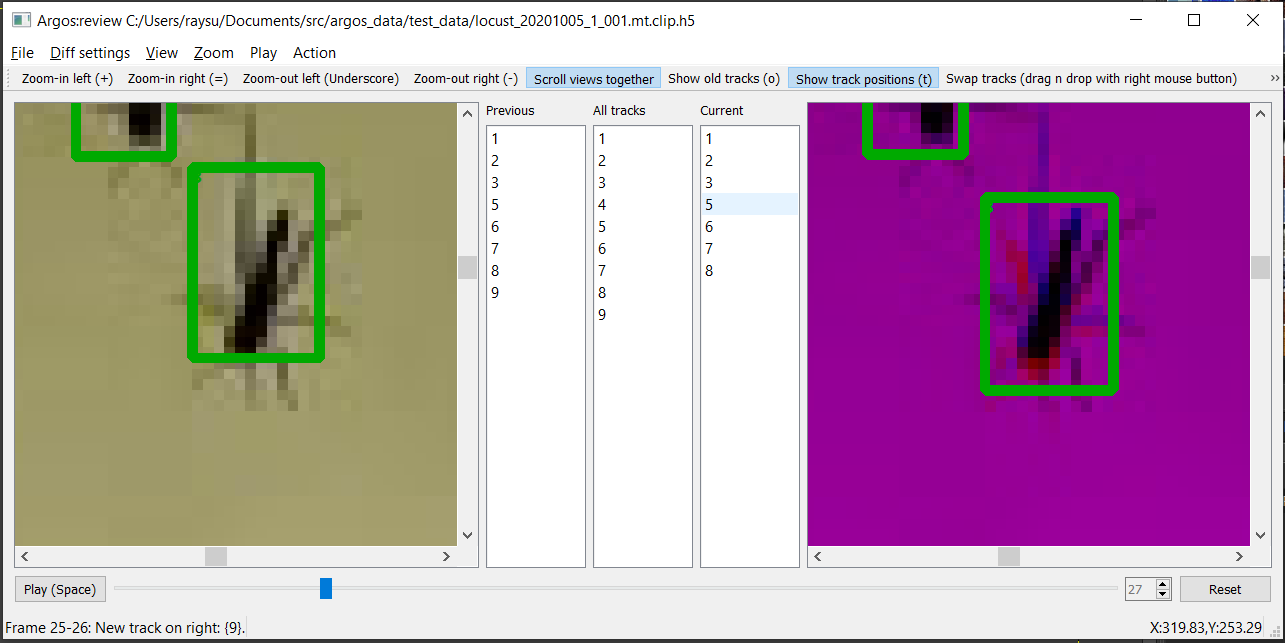 Argos:review C:/Users/raysu/Documents/src/argos_data/test_data/locust_20201005_1_001.mt.clip.h5
File Diff settings View Zoom Play Action
Zoom-in left (+) Zoom-in right (=) Zoom-out left (Underscore) Zoom-out right (-) Scroll views together Show old tracks (o) Show track positions (t) Swap tracks (drag n drop with right mouse button) »
Previous All tracks Current
1 1 1
2 2 2
3 3 3
5 4 5
6 5 6
7 6 7
8 7 8
9 8
9
Play (Space) 27 Reset
Frame 25-26: New track on right: {9}. X:319.83,Y:253.29